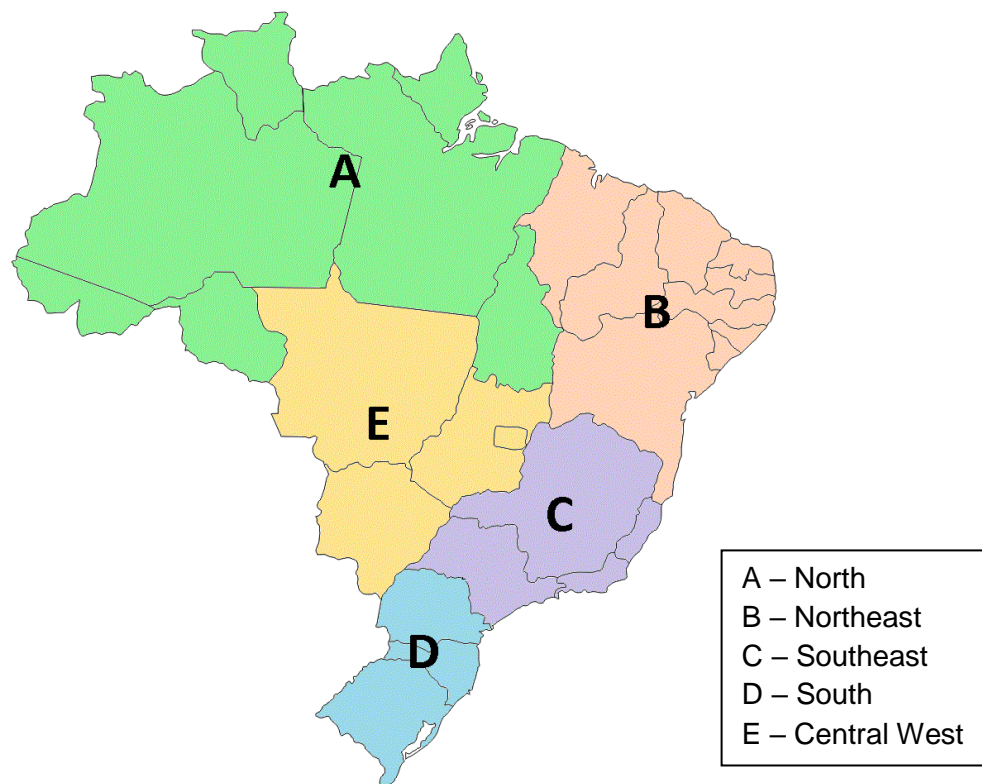 A
B
E
C
D
A – North
B – Northeast
C – Southeast
D – South
E – Central West